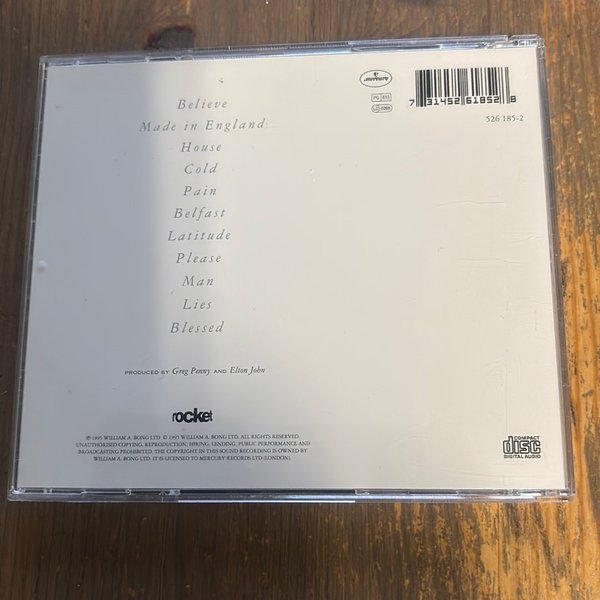 Believe
Made in England
House
Cold
Pain
Belfast
Latitude
Please
Man
Lies
Blessed
PRODUCED BY Greg Penny AND Elton John
rocket
℗ 1995 WILLIAM A. BONG LTD © 1995 WILLIAM A. BONG LTD. ALL RIGHTS RESERVED.
UNAUTHORISED COPYING, REPRODUCTION, HIRING, LENDING, PUBLIC PERFORMANCE AND
BROADCASTING PROHIBITED. THE COPYRIGHT IN THIS SOUND RECORDING IS OWNED BY
WILLIAM A. BONG LTD. IT IS LICENSED TO MERCURY RECORDS LTD (LONDON).
7 31452 61852 8
526 185-2
COMPACT
disc
DIGITAL AUDIO